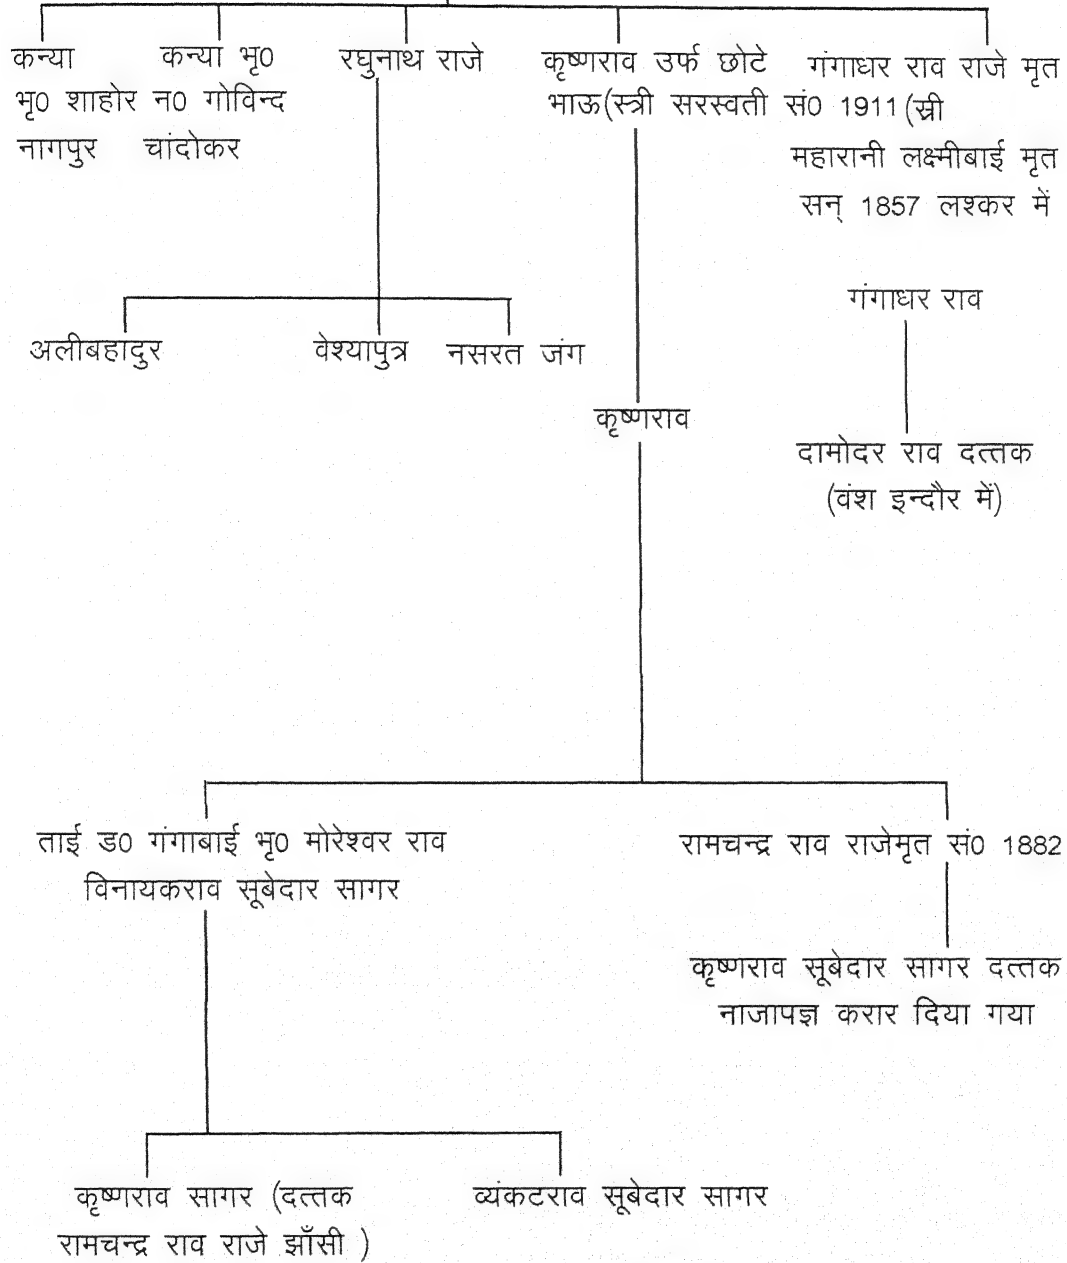 कन्या
भृ0 शाहोर
नागपुर
कन्या भृ0
न0 गोविन्द
चांदोकर
रघुनाथ राजे
कृष्णराव उर्फ छोटे
भाऊ(स्त्री सरस्वती
गंगाधर राव राजे मृत
सं0 1911 (स्त्री
महारानी लक्ष्मीबाई मृत
सन् 1857 लश्कर में
गंगाधर राव
अलीबहादुर
वेश्यापुत्र
नसरत जंग
कृष्णराव
दामोदर राव दत्तक
(वंश इन्दौर में)
ताई ड0 गंगाबाई भृ0 मोरेश्वर राव
विनायकराव सूबेदार सागर
रामचन्द्र राव राजेमृत सं0 1882
कृष्णराव सूबेदार सागर दत्तक
नाजापज्ञ करार दिया गया
कृष्णराव सागर (दत्तक
रामचन्द्र राव राजे झाँसी )
व्यंकटराव सूबेदार सागर